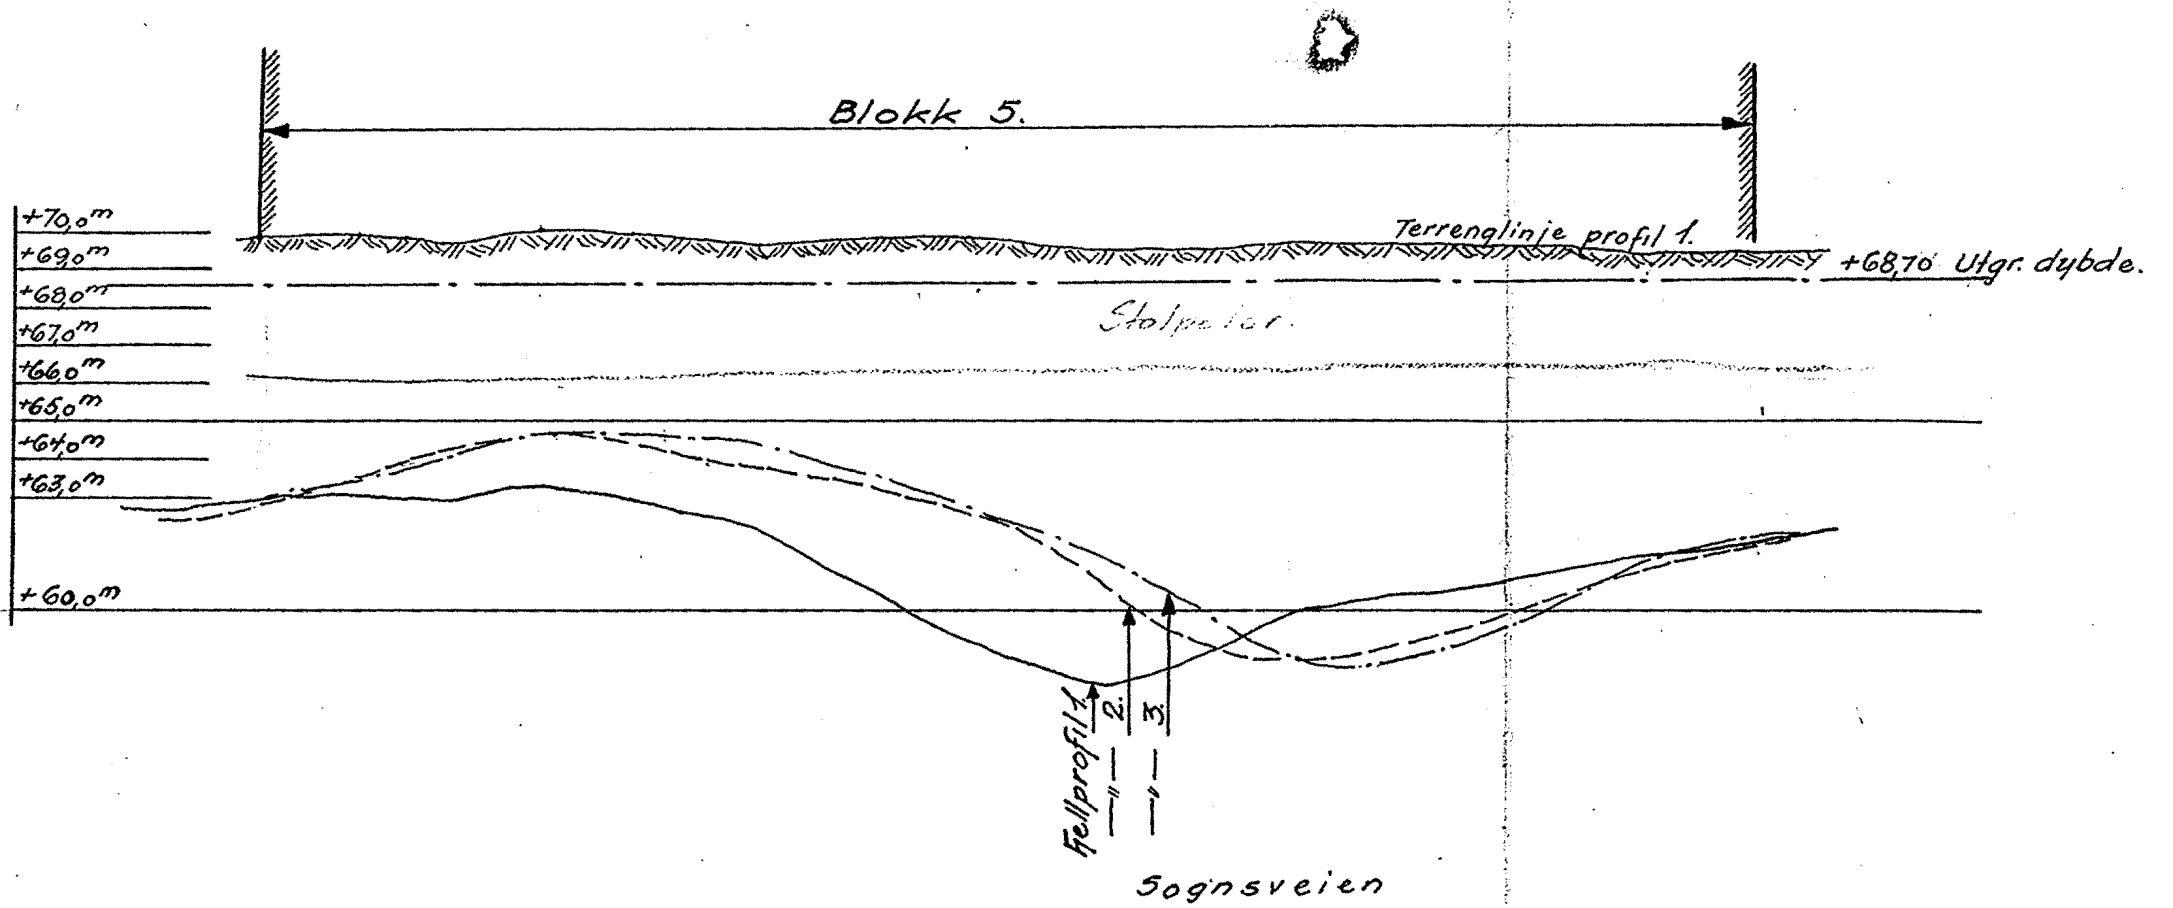 Blokk 5.
+70,0m
Terrenglinje profil 1.
+69,0m
+68,70 Utgr. dybde.
+68,0m
Stolpeler.
+67,0m
+66,0m
+65,0m
+64,0m
+63,0m
+60,0m
Fjellprofil 1.
—"— 2.
—"— 3.
Sognsveien